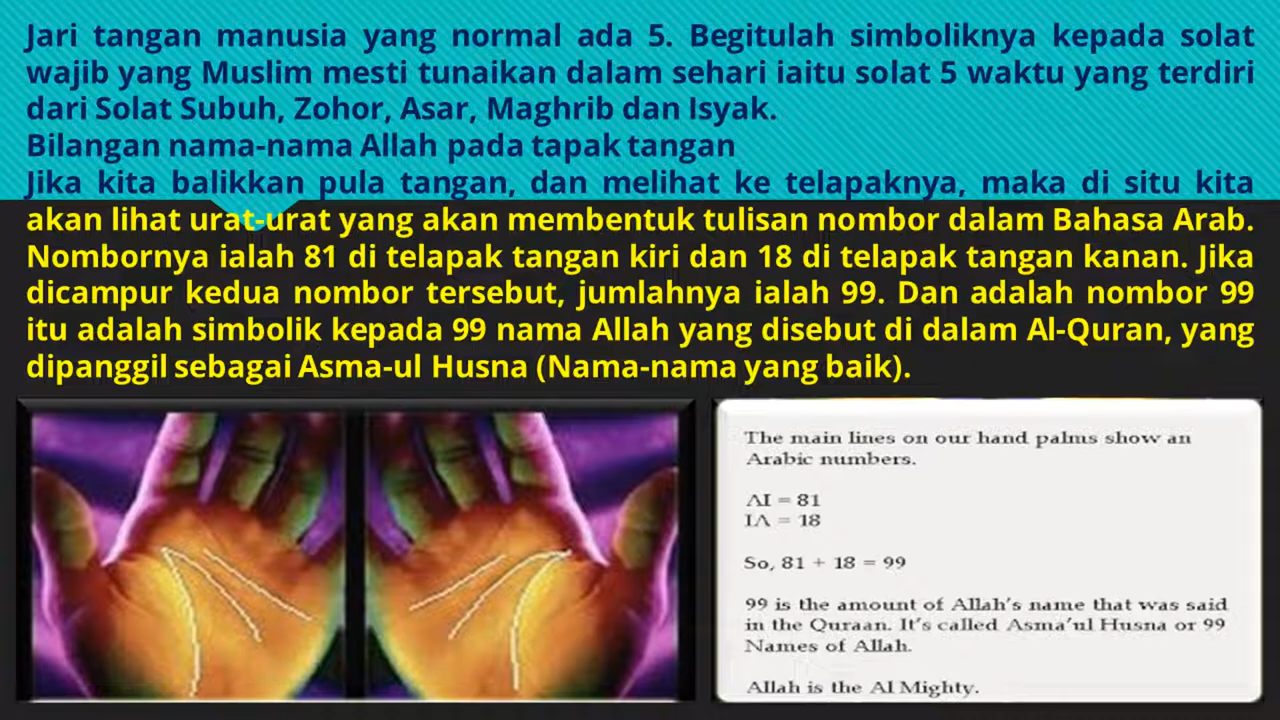 Jari tangan manusia yang normal ada 5. Begitulah simboliknya kepada solat
wajib yang Muslim mesti tunaikan dalam sehari iaitu solat 5 waktu yang terdiri
dari Solat Subuh, Zohor, Asar, Maghrib dan Isyak.
Bilangan nama-nama Allah pada tapak tangan
Jika kita balikkan pula tangan, dan melihat ke telapaknya, maka di situ kita
akan lihat urat-urat yang akan membentuk tulisan nombor dalam Bahasa Arab.
Nombornya ialah 81 di telapak tangan kiri dan 18 di telapak tangan kanan. Jika
dicampur kedua nombor tersebut, jumlahnya ialah 99. Dan adalah nombor 99
itu adalah simbolik kepada 99 nama Allah yang disebut di dalam Al-Quran, yang
dipanggil sebagai Asma-ul Husna (Nama-nama yang baik).
The main lines on our hand palms show an
Arabic numbers.
ΛI = 81
IΛ = 18
So, 81 + 18 = 99
99 is the amount of Allah's name that was said
in the Quraan. It's called Asma'ul Husna or 99
Names of Allah.
Allah is the AI Mighty.